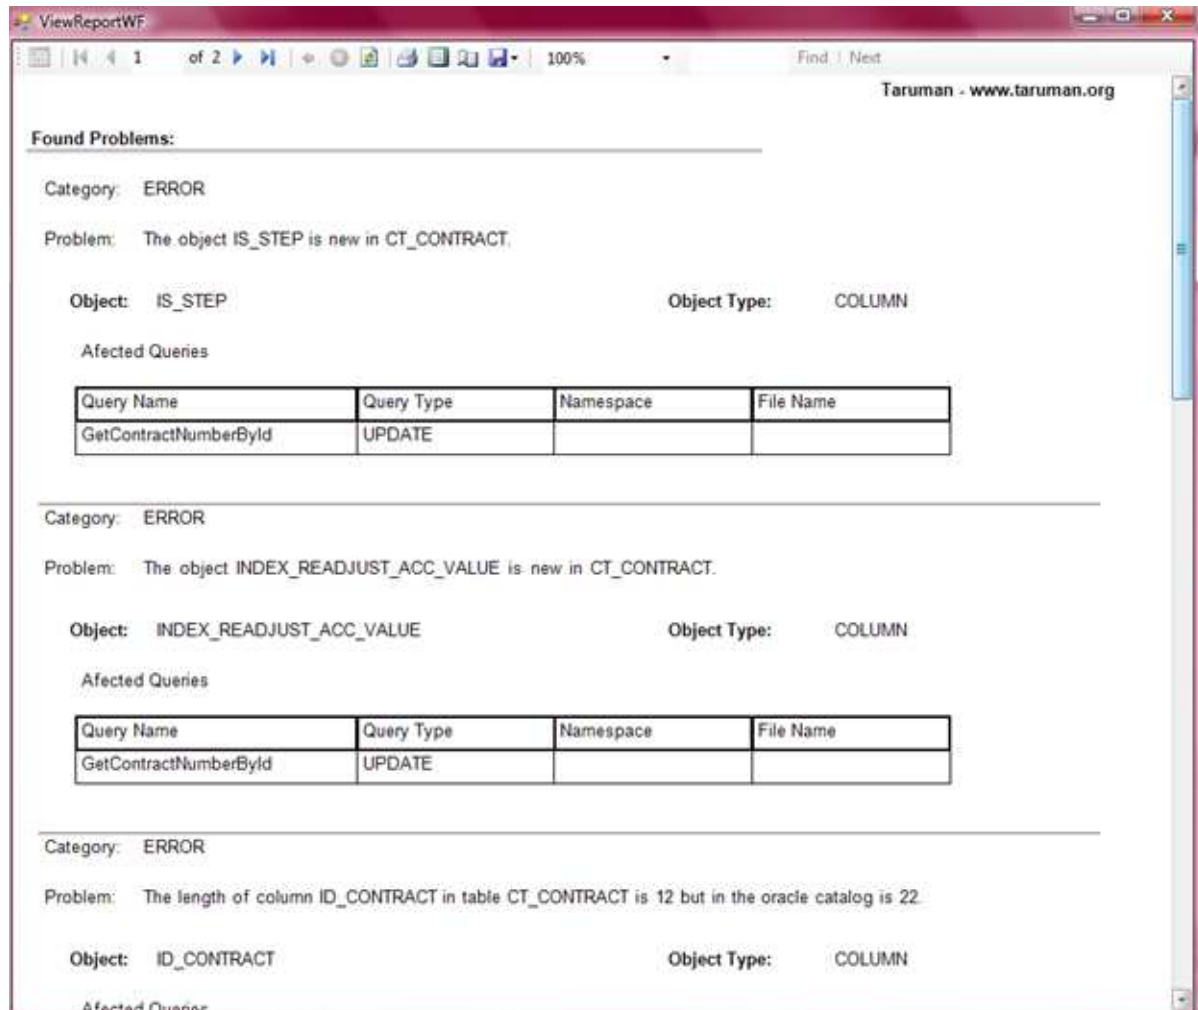 ViewReportWF
1 of 2 100% Find | Next
Taruman - www.taruman.org
Found Problems:
Category: ERROR
Problem: The object IS_STEP is new in CT_CONTRACT.
Object: IS_STEP Object Type: COLUMN
Afected Queries
Query Name Query Type Namespace File Name
GetContractNumberById UPDATE
Category: ERROR
Problem: The object INDEX_READJUST_ACC_VALUE is new in CT_CONTRACT.
Object: INDEX_READJUST_ACC_VALUE Object Type: COLUMN
Afected Queries
Query Name Query Type Namespace File Name
GetContractNumberById UPDATE
Category: ERROR
Problem: The length of column ID_CONTRACT in table CT_CONTRACT is 12 but in the oracle catalog is 22.
Object: ID_CONTRACT Object Type: COLUMN
Afected Queries